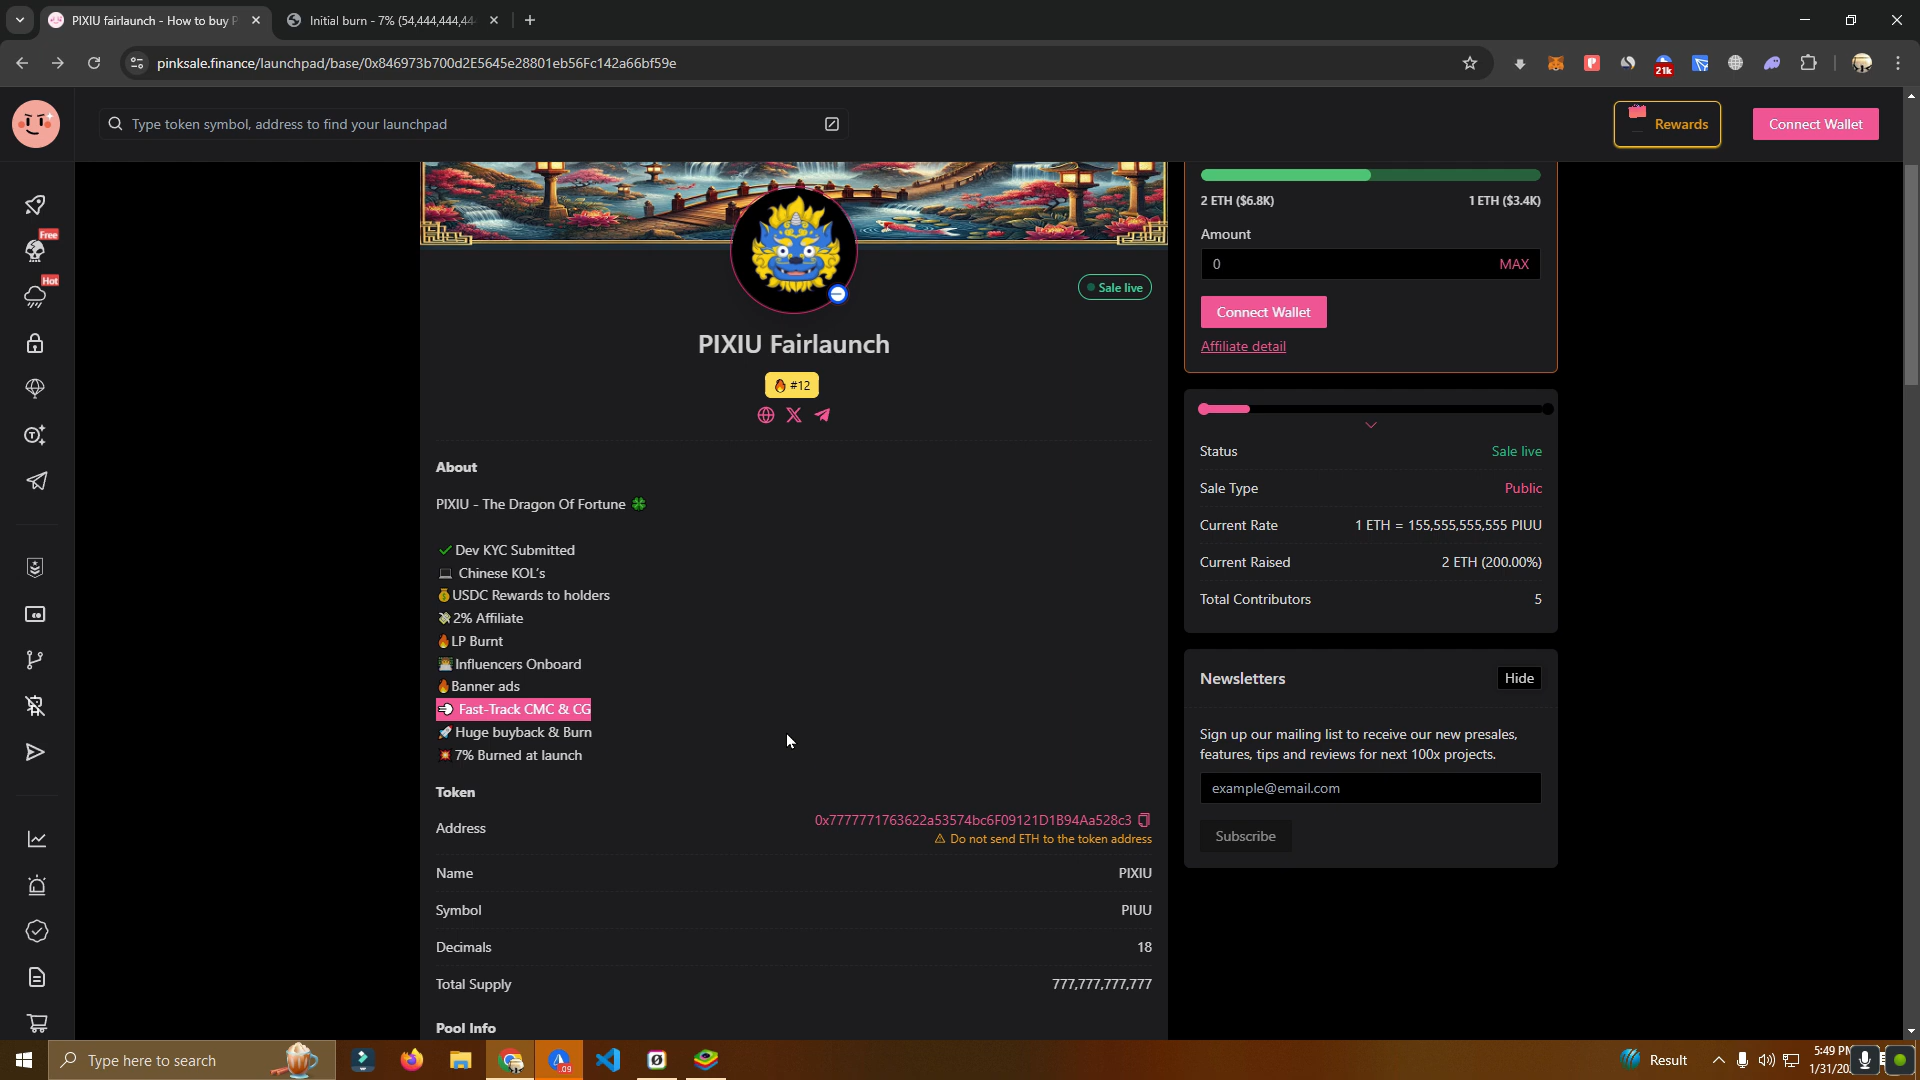 PIXIU fairlaunch - How to buy P
Initial burn - 7% (54,444,444,44
pinksale.finance/launchpad/base/0x846973b700d2E5645e28801eb56Fc142a66bf59e
21k
Type token symbol, address to find your launchpad
Rewards
Connect Wallet
Free
Hot
2 ETH ($6.8K)
1 ETH ($3.4K)
Amount
0
MAX
Sale live
Connect Wallet
Affiliate detail
PIXIU Fairlaunch
#12
About
PIXIU - The Dragon Of Fortune 🍀
✓ Dev KYC Submitted
💻 Chinese KOL's
💰USDC Rewards to holders
💸2% Affiliate
🔥LP Burnt
Influencers Onboard
🔥Banner ads
Fast-Track CMC & CG
🚀Huge buyback & Burn
💥7% Burned at launch
Token
Address
0x7777771763622a53574bc6F09121D1B94Aa528c3
⚠ Do not send ETH to the token address
Name
PIXIU
Symbol
PIUU
Decimals
18
Total Supply
777,777,777,777
Pool Info
Status
Sale live
Sale Type
Public
Current Rate
1 ETH = 155,555,555,555 PIUU
Current Raised
2 ETH (200.00%)
Total Contributors
5
Newsletters
Hide
Sign up our mailing list to receive our new presales,
features, tips and reviews for next 100x projects.
example@email.com
Subscribe
Type here to search
.09
Result
5:49 P
1/31/20